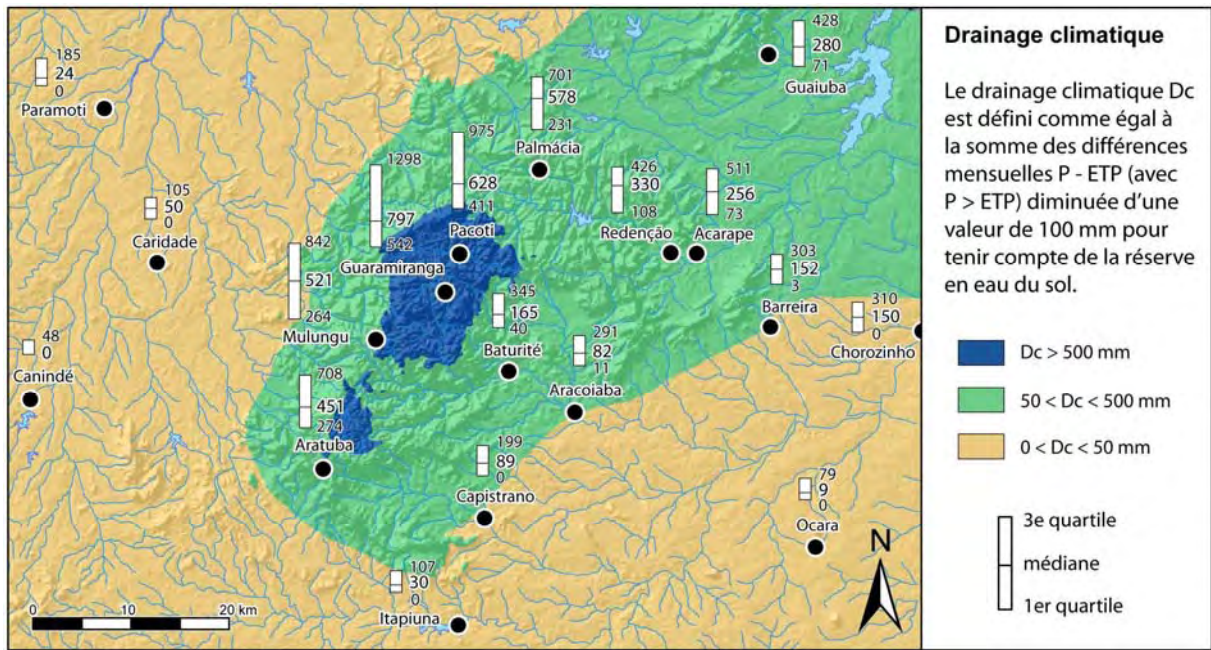 185
24
0
Paramoti
105
50
0
Caridade
48
0
Canindé
842
521
264
Mulungu
1298
797
542
Guaramiranga
975
628
411
Pacoti
701
578
231
Palmácia
428
280
71
Guaiuba
426
330
108
Redenção
511
256
73
Acarape
303
152
3
Barreira
310
150
0
Chorozinho
345
165
40
Baturité
291
82
11
Aracoiaba
708
451
274
Aratuba
199
89
0
Capistrano
79
9
0
Ocara
107
30
0
Itapiuna
0 10 20 km
N
Drainage climatique
Le drainage climatique Dc
est défini comme égal à
la somme des différences
mensuelles P - ETP (avec
P > ETP) diminuée d'une
valeur de 100 mm pour
tenir compte de la réserve
en eau du sol.
Dc > 500 mm
50 < Dc < 500 mm
0 < Dc < 50 mm
3e quartile
médiane
1er quartile